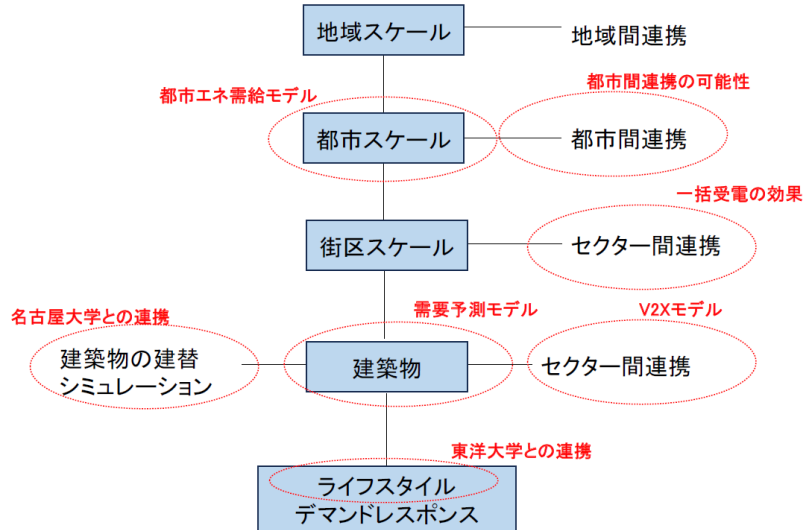 地域スケール
地域間連携
都市エネ需給モデル
都市間連携の可能性
都市スケール
都市間連携
一括受電の効果
街区スケール
セクター間連携
名古屋大学との連携
需要予測モデル
V2Xモデル
建築物の建替
シミュレーション
建築物
セクター間連携
東洋大学との連携
ライフスタイル
デマンドレスポンス